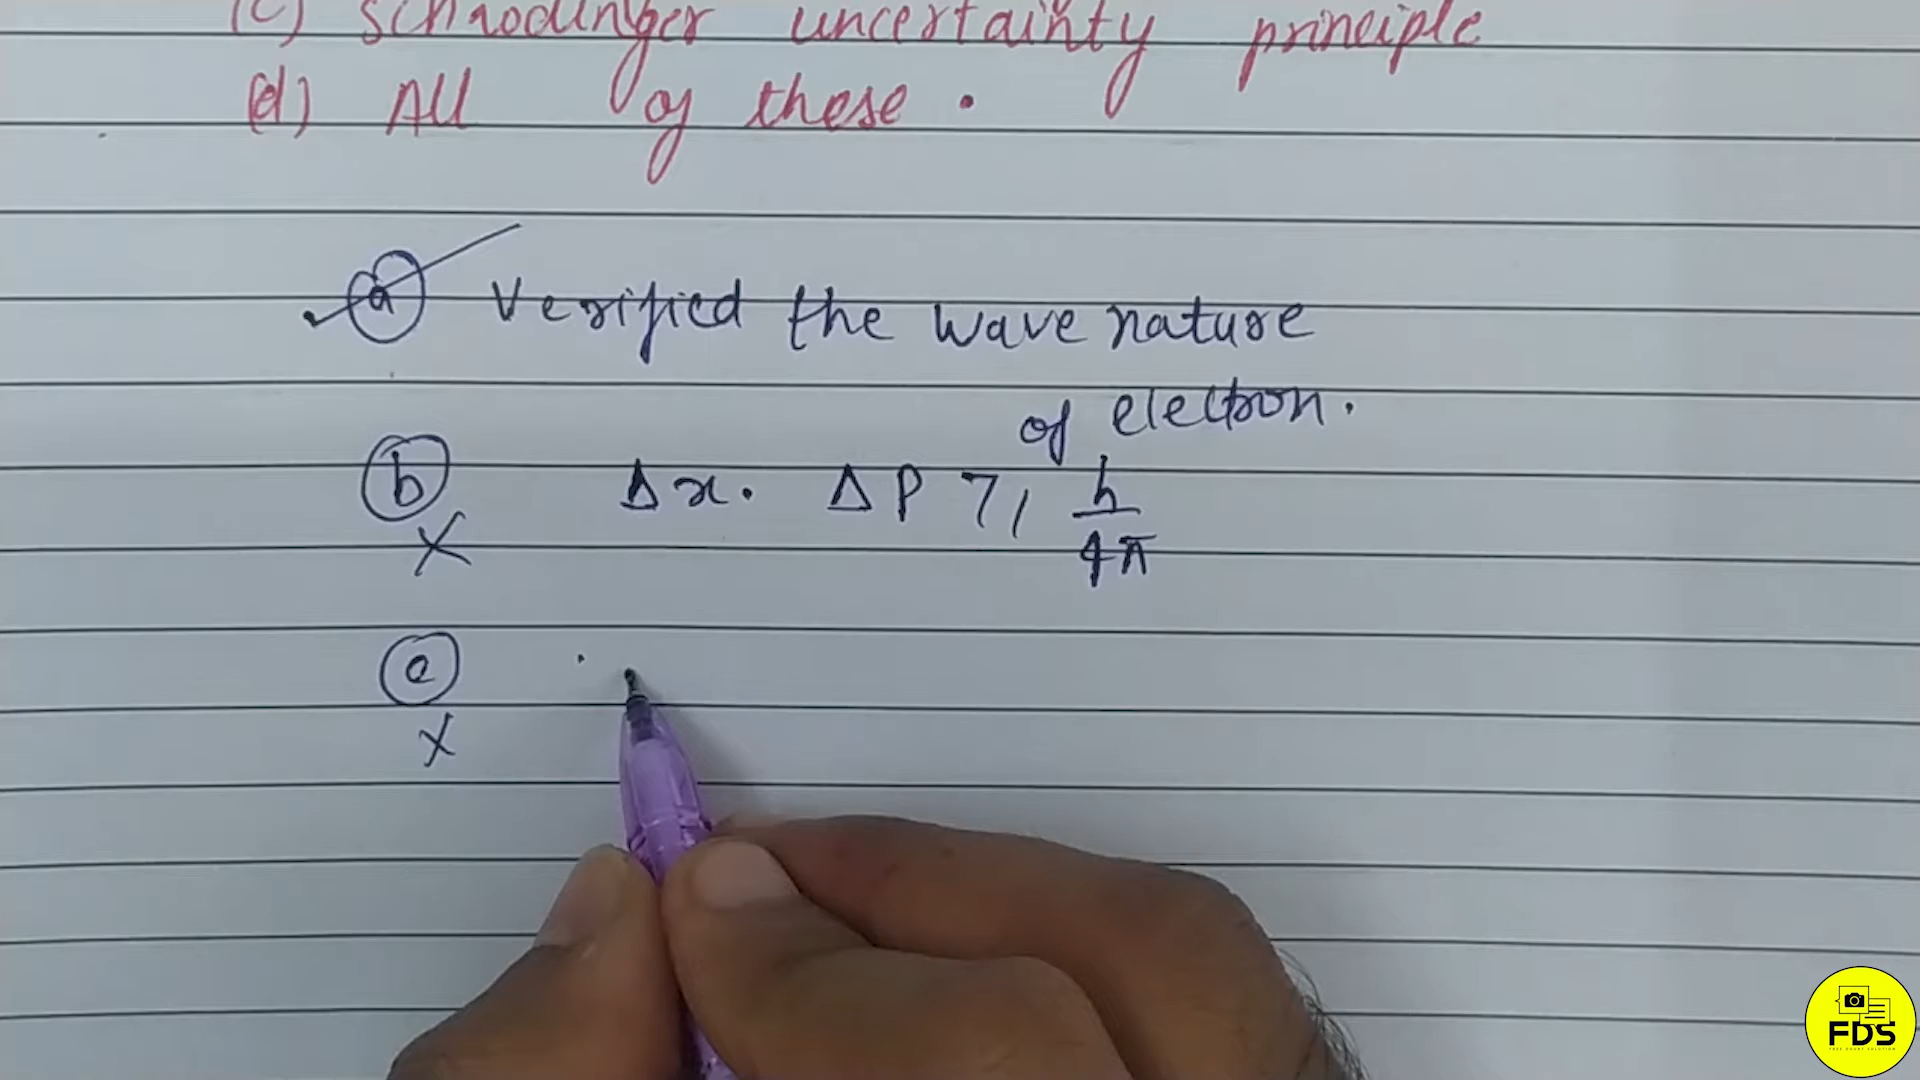 (c) Schrodinger uncertainty principle
(d) All of these .
a Verified the wave nature
of electron.
b Δx. ΔP ⩾ h/4π
X
c
X
FDS